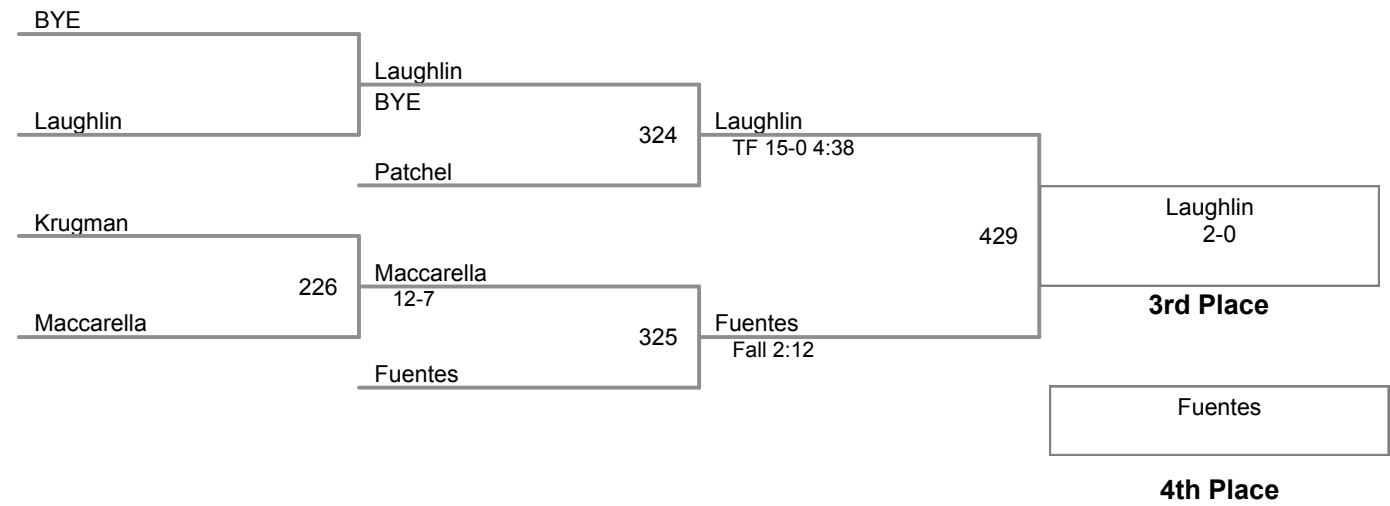 BYE
Laughlin
Laughlin
BYE
324
Laughlin
TF 15-0 4:38
Patchel
Krugman
226
Maccarella
12-7
Maccarella
325
Fuentes
Fall 2:12
Fuentes
429
Laughlin
2-0
3rd Place
Fuentes
4th Place